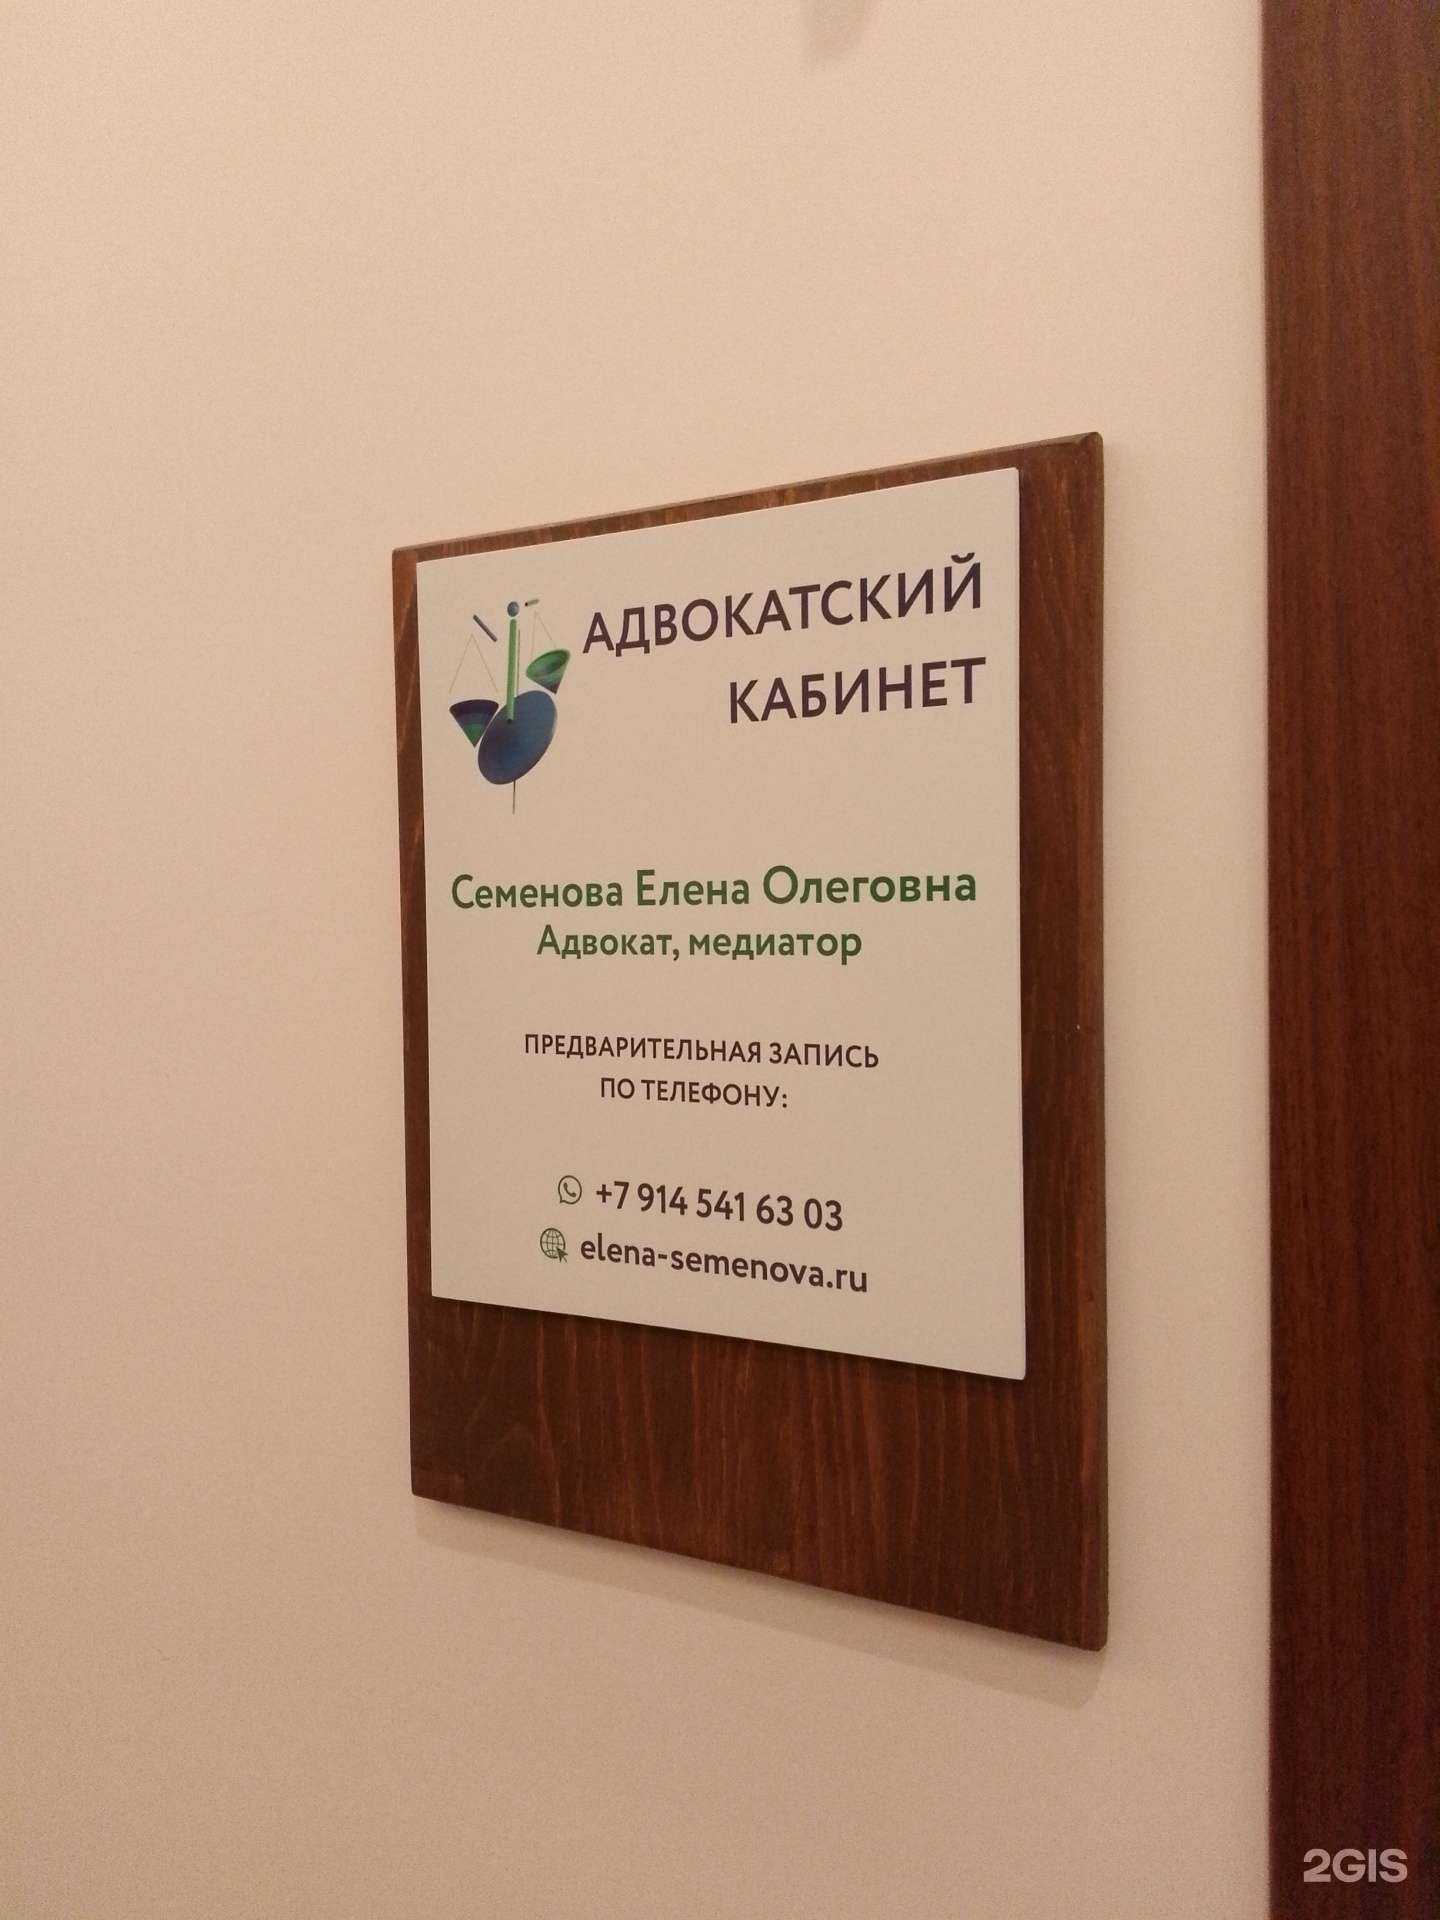 АДВОКАТСКИЙ
КАБИНЕТ
Семенова Елена Олеговна
Адвокат, медиатор
ПРЕДВАРИТЕЛЬНАЯ ЗАПИСЬ
ПО ТЕЛЕФОНУ:
+7 914 541 63 03
elena-semenova.ru
2GIS